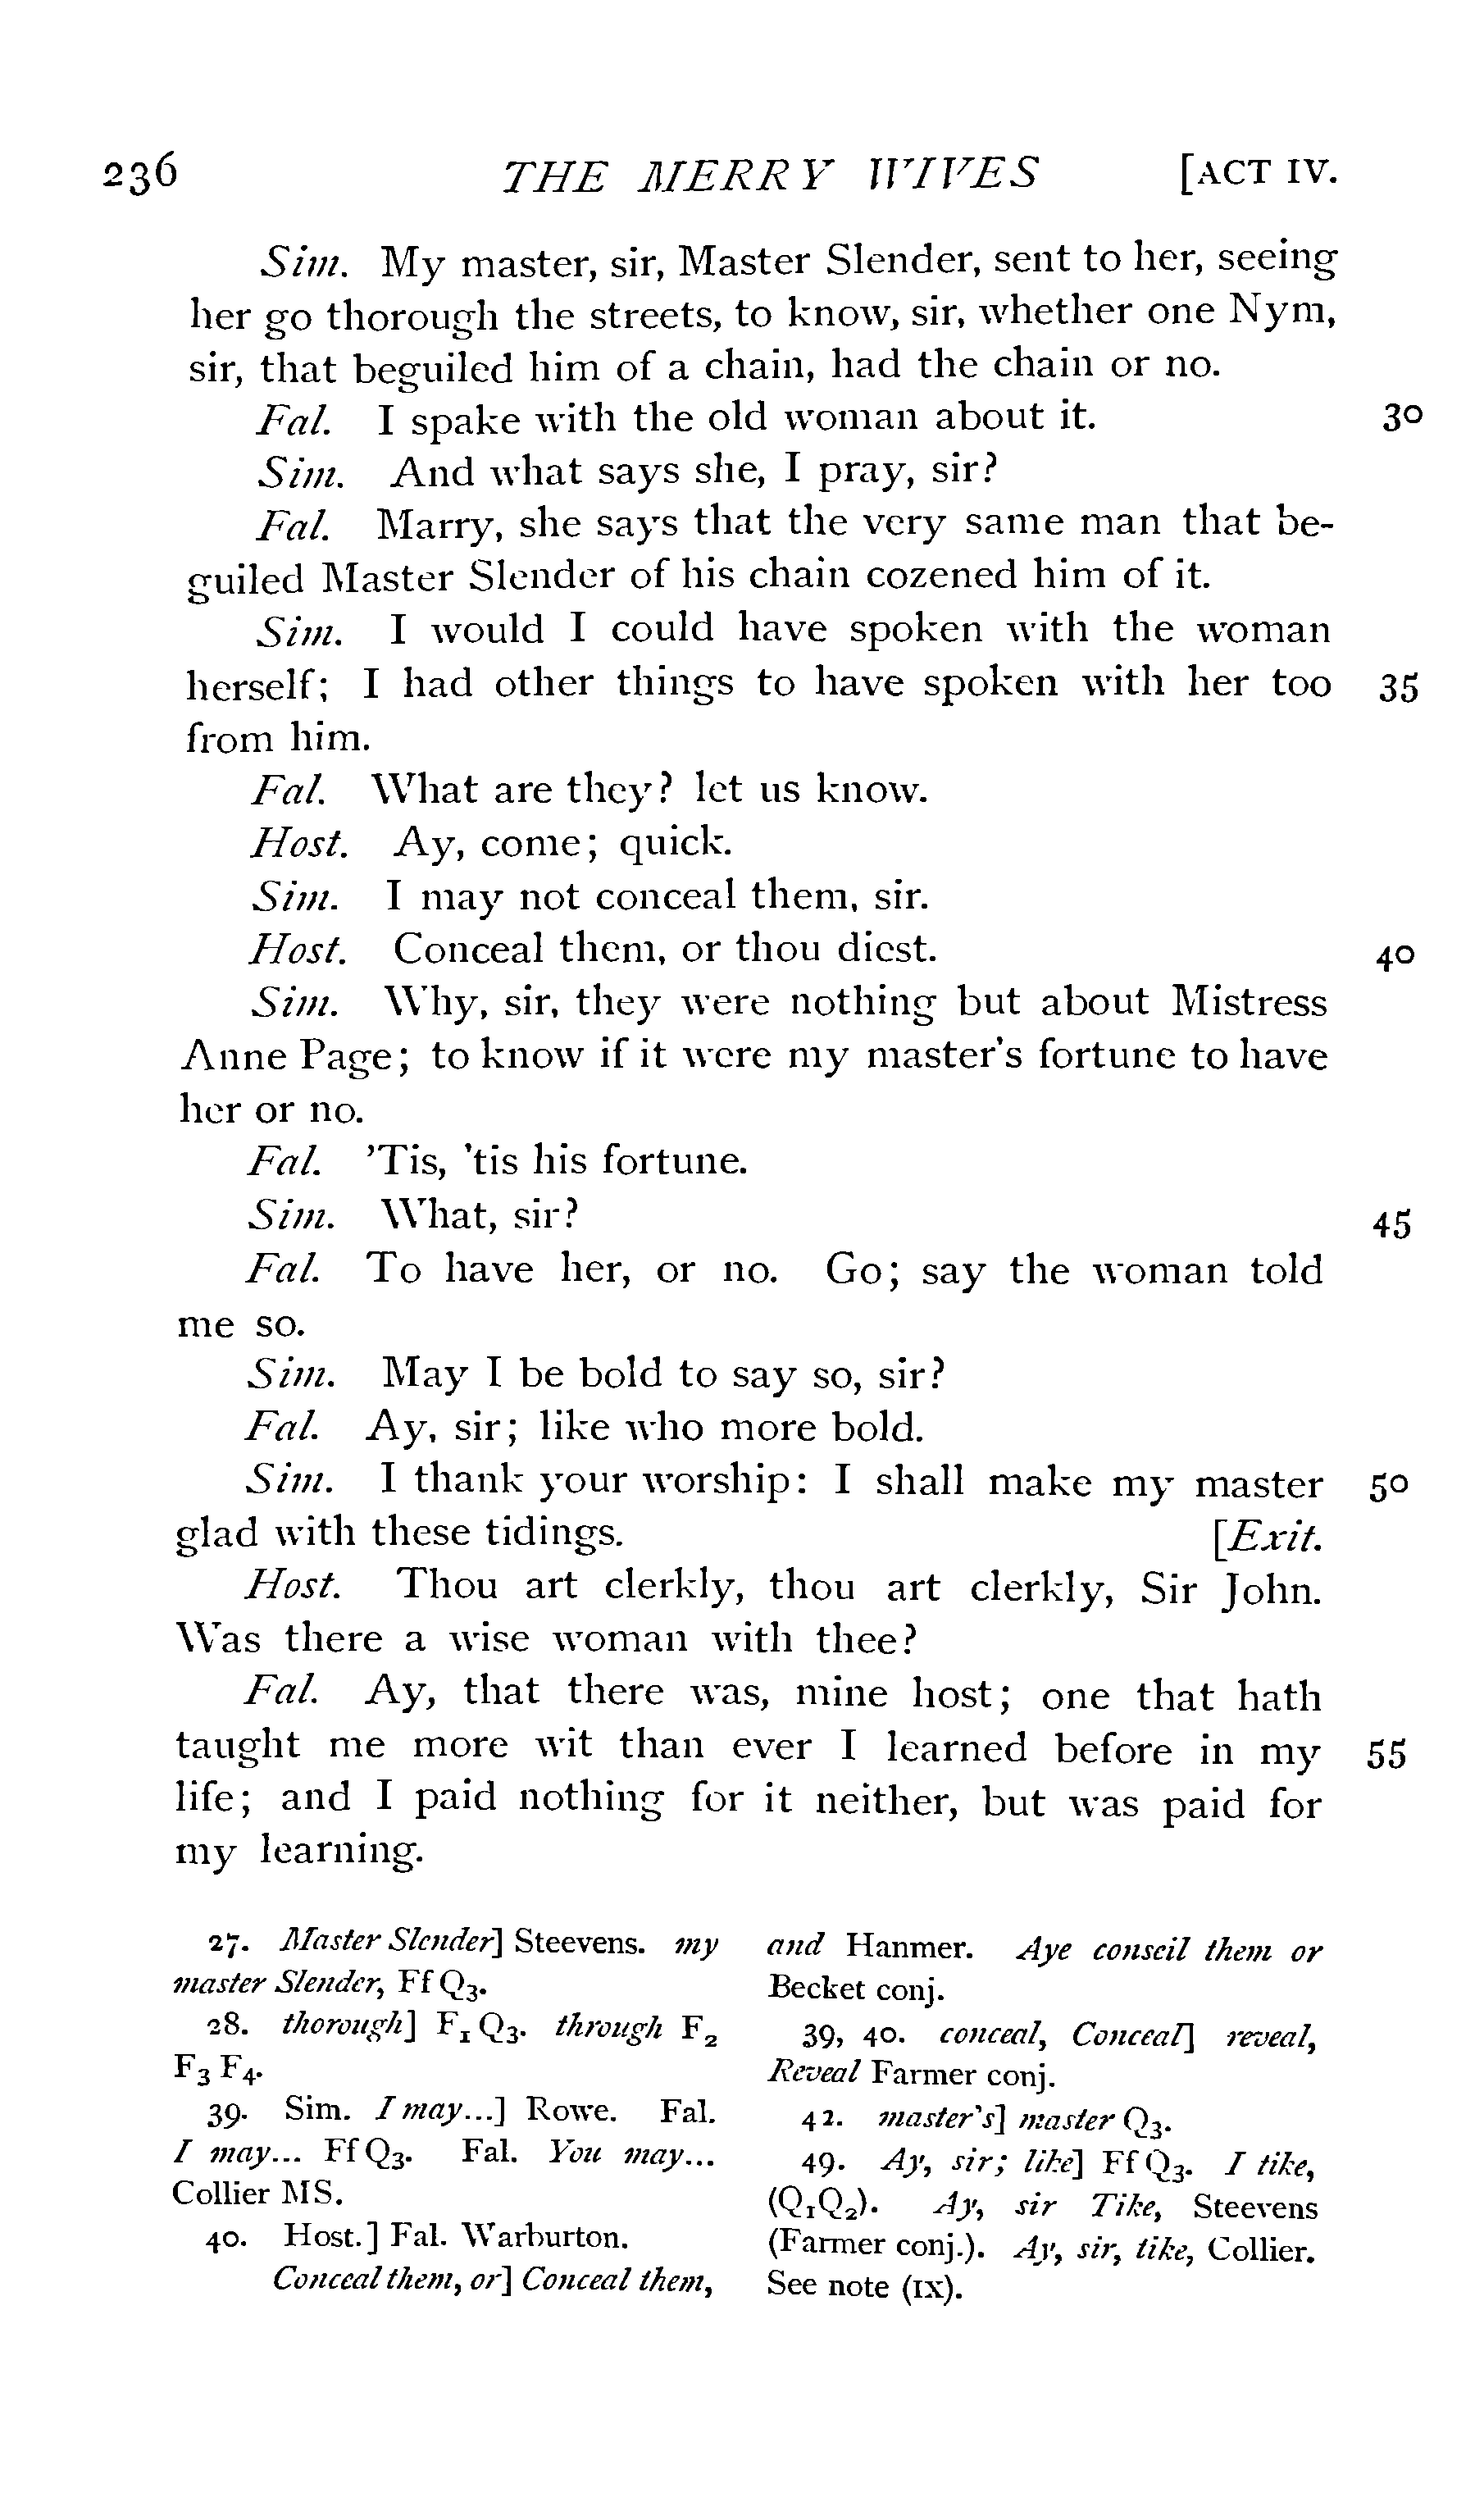 236 THE MERRY WIVES [ACT IV.
Sim. My master, sir, Master Slender, sent to her, seeing
her go thorough the streets, to know, sir, whether one Nym,
sir, that beguiled him of a chain, had the chain or no.
Fal. I spake with the old woman about it. 30
Sim. And what says she, I pray, sir?
Fal. Marry, she says that the very same man that be-
guiled Master Slender of his chain cozened him of it.
Sim. I would I could have spoken with the woman
herself; I had other things to have spoken with her too 35
from him.
Fal. What are they? let us know.
Host. Ay, come; quick.
Sim. I may not conceal them, sir.
Host. Conceal them, or thou diest. 40
Sim. Why, sir, they were nothing but about Mistress
Anne Page; to know if it were my master's fortune to have
her or no.
Fal. 'Tis, 'tis his fortune.
Sim. What, sir? 45
Fal. To have her, or no. Go; say the woman told
me so.
Sim. May I be bold to say so, sir?
Fal. Ay, sir; like who more bold.
Sim. I thank your worship: I shall make my master 50
glad with these tidings. [Exit.
Host. Thou art clerkly, thou art clerkly, Sir John.
Was there a wise woman with thee?
Fal. Ay, that there was, mine host; one that hath
taught me more wit than ever I learned before in my 55
life; and I paid nothing for it neither, but was paid for
my learning.
27. Master Slender] Steevens. my
master Slender, Ff Q3.
28. thorough] F1 Q3. through F2
F3 F4.
39. Sim. I may...] Rowe. Fal.
I may... Ff Q3. Fal. You may...
Collier MS.
40. Host.] Fal. Warburton.
Conceal them, or] Conceal them,
and Hanmer. Aye conseil them or
Becket conj.
39, 40. conceal, Conceal] reveal,
Reveal Farmer conj.
42. master's] master Q3.
49. Ay, sir; like] Ff Q3. I tike,
(Q1Q2). Ay, sir Tike, Steevens
(Farmer conj.). Ay, sir, tike, Collier.
See note (IX).